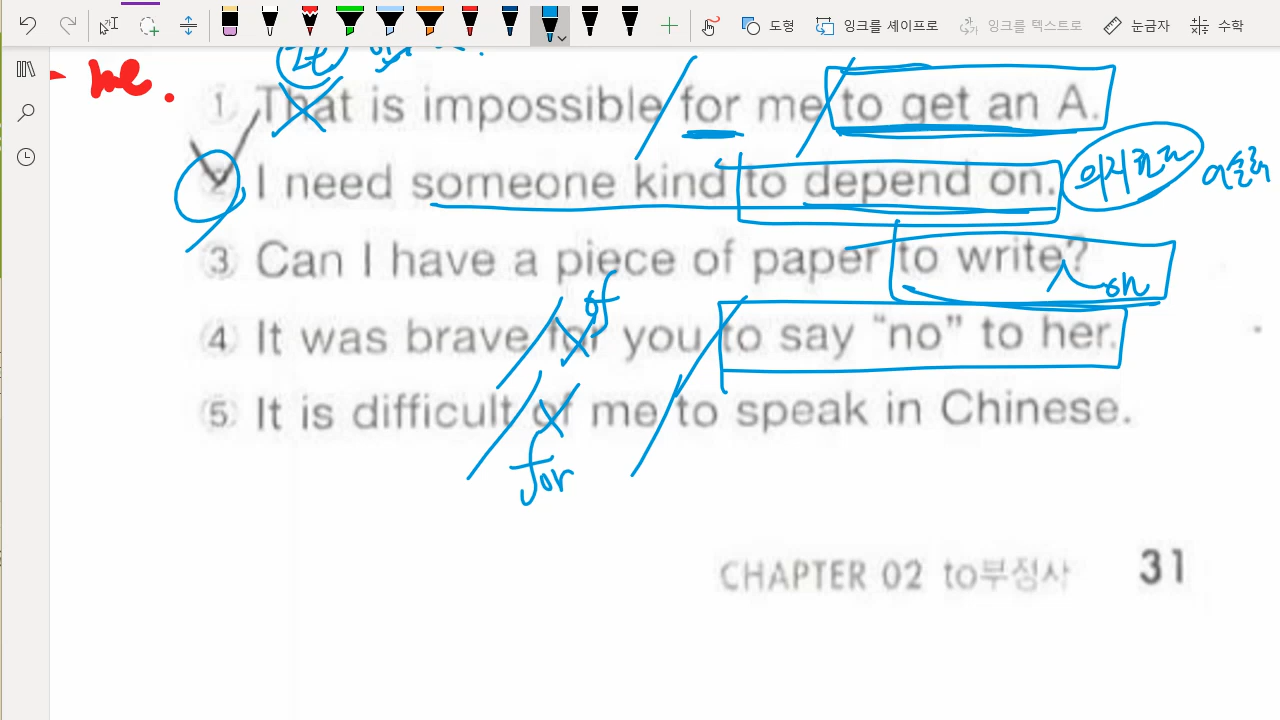 도형 잉크를 셰이프로 잉크를 텍스트로 눈금자 수학
me.
It
① That is impossible for me to get an A.
② I need someone kind to depend on.
③ Can I have a piece of paper to write?
on
of
④ It was brave for you to say “no” to her.
⑤ It is difficult of me to speak in Chinese.
for
CHAPTER 02 to부정사 31